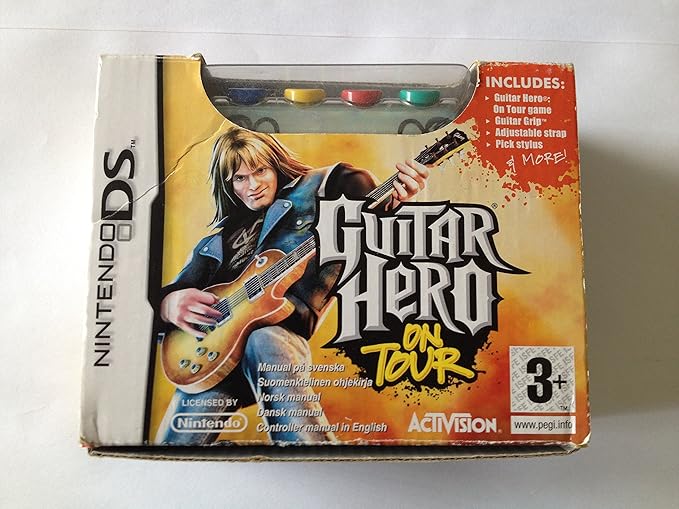 NINTENDO DS™
INCLUDES:
Guitar Hero®:
On Tour game
Guitar Grip™
Adjustable strap
Pick stylus
& MORE!
GUITAR
HERO®
ON
TOUR
Manual på svenska
Suomenkielinen ohjekirja
Norsk manual
Dansk manual
Controller manual in English
LICENSED BY
Nintendo
ACTIVISION.
3+
™
www.pegi.info